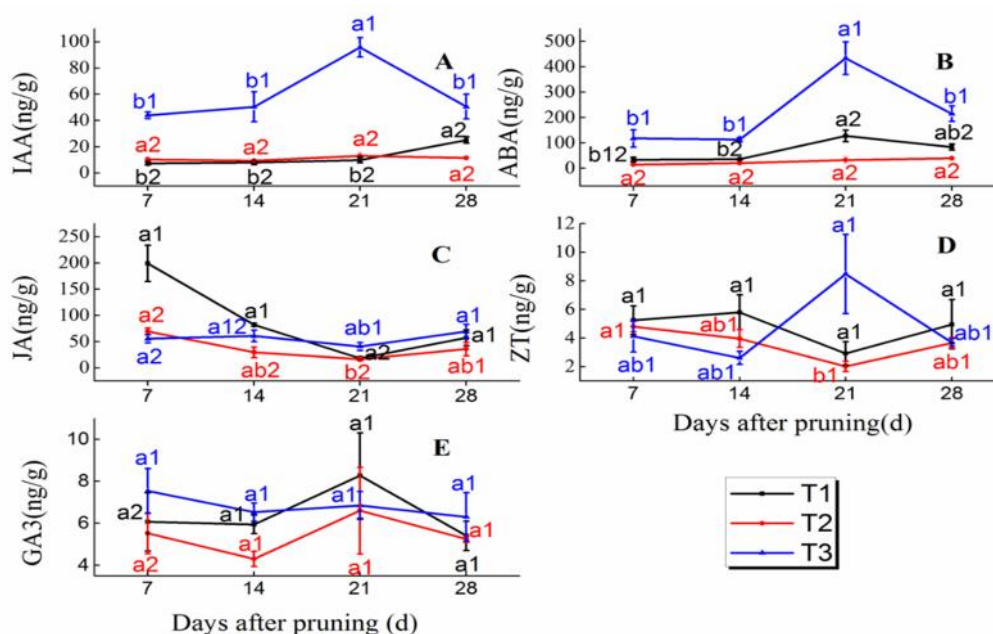 a1
100
80
60
40
20
0
IAA(ng/g)
A
b1
b1
b1
a2
a2
a2
a2
b2
b2
b2
a2
7
14
21
28
a1
500
400
300
200
100
0
ABA(ng/g)
B
b1
b1
b1
b12
b2
a2
ab2
a2
a2
a2
a2
7
14
21
28
250
200
150
100
50
0
JA(ng/g)
C
a1
a1
a2
a12
ab1
a1
a1
a2
ab2
a2
b2
ab1
7
14
21
28
12
10
8
6
4
2
ZT(ng/g)
D
a1
a1
a1
a1
a1
a1
ab1
ab1
ab1
ab1
b1
ab1
7
14
21
28
Days after pruning(d)
10
8
6
4
GA3(ng/g)
E
a1
a1
a1
a1
a1
a2
a1
a1
a2
a1
a1
a1
7
14
21
28
Days after pruning (d)
T1
T2
T3